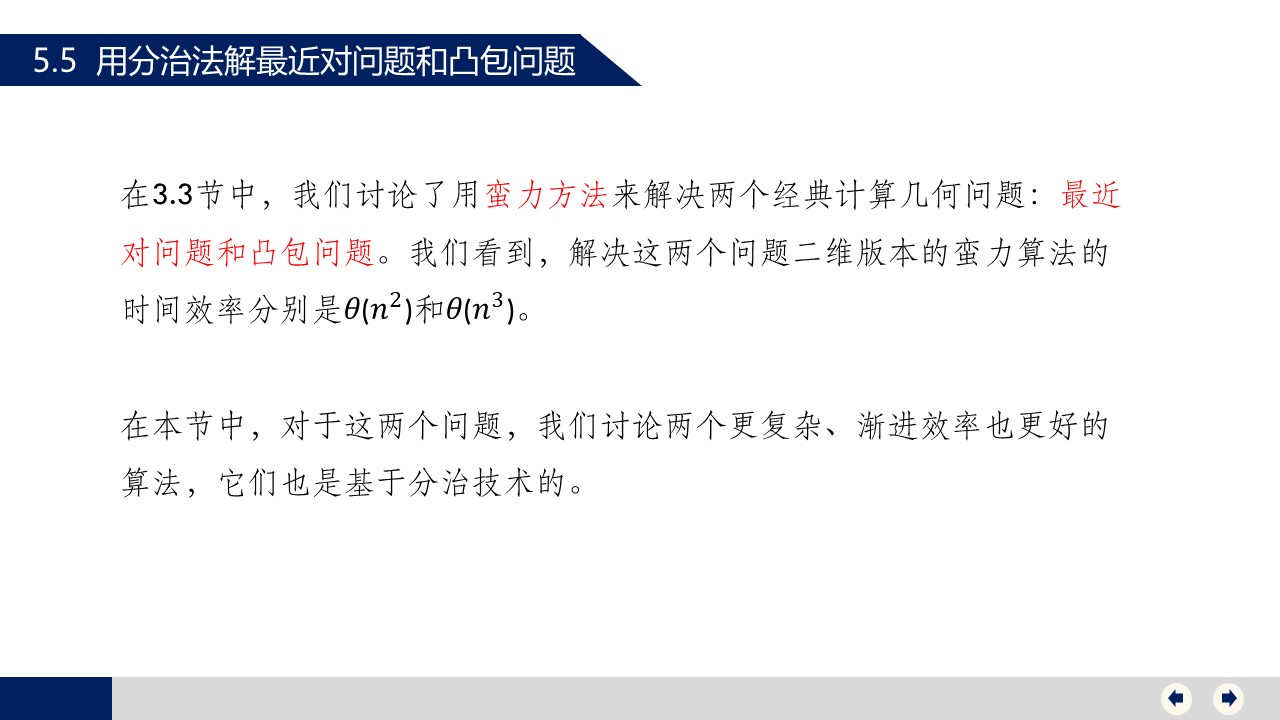 5.5 用分治法解最近对问题和凸包问题
在3.3节中，我们讨论了用蛮力方法来解决两个经典计算几何问题：最近
对问题和凸包问题。我们看到，解决这两个问题二维版本的蛮力算法的
时间效率分别是θ(n²)和θ(n³)。
在本节中，对于这两个问题，我们讨论两个更复杂、渐进效率也更好的
算法，它们也是基于分治技术的。